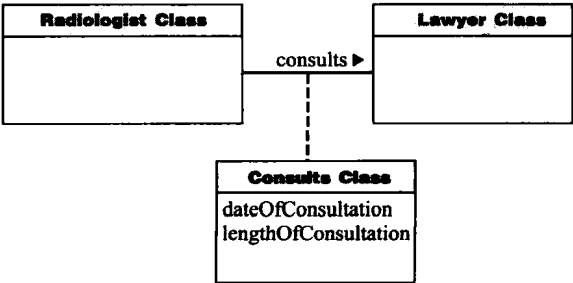 Radiologist Class
Lawyer Class
consults ▶
Consults Class
dateOfConsultation
lengthOfConsultation